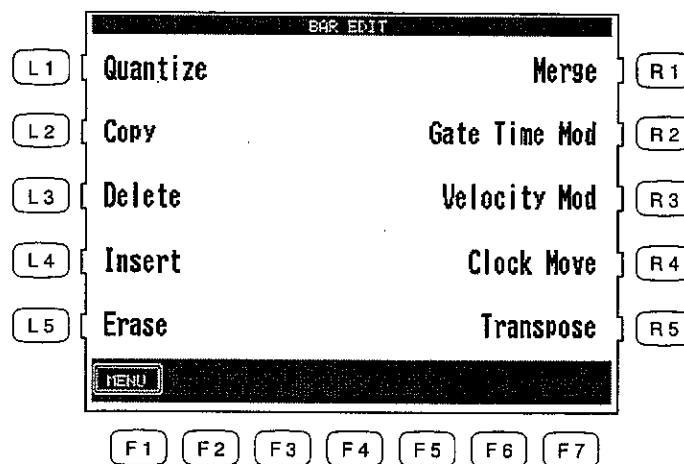 BAR EDIT
L1 Quantize Merge R1
L2 Copy Gate Time Mod R2
L3 Delete Velocity Mod R3
L4 Insert Clock Move R4
L5 Erase Transpose R5
MENU
F1 F2 F3 F4 F5 F6 F7